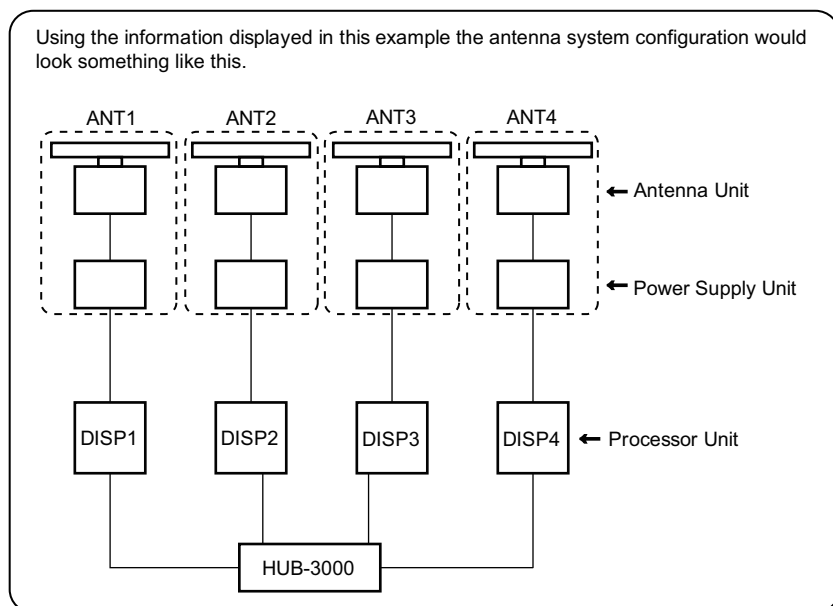 Using the information displayed in this example the antenna system configuration would
look something like this.
ANT1 ANT2 ANT3 ANT4
Antenna Unit
Power Supply Unit
DISP1 DISP2 DISP3 DISP4
Processor Unit
HUB-3000